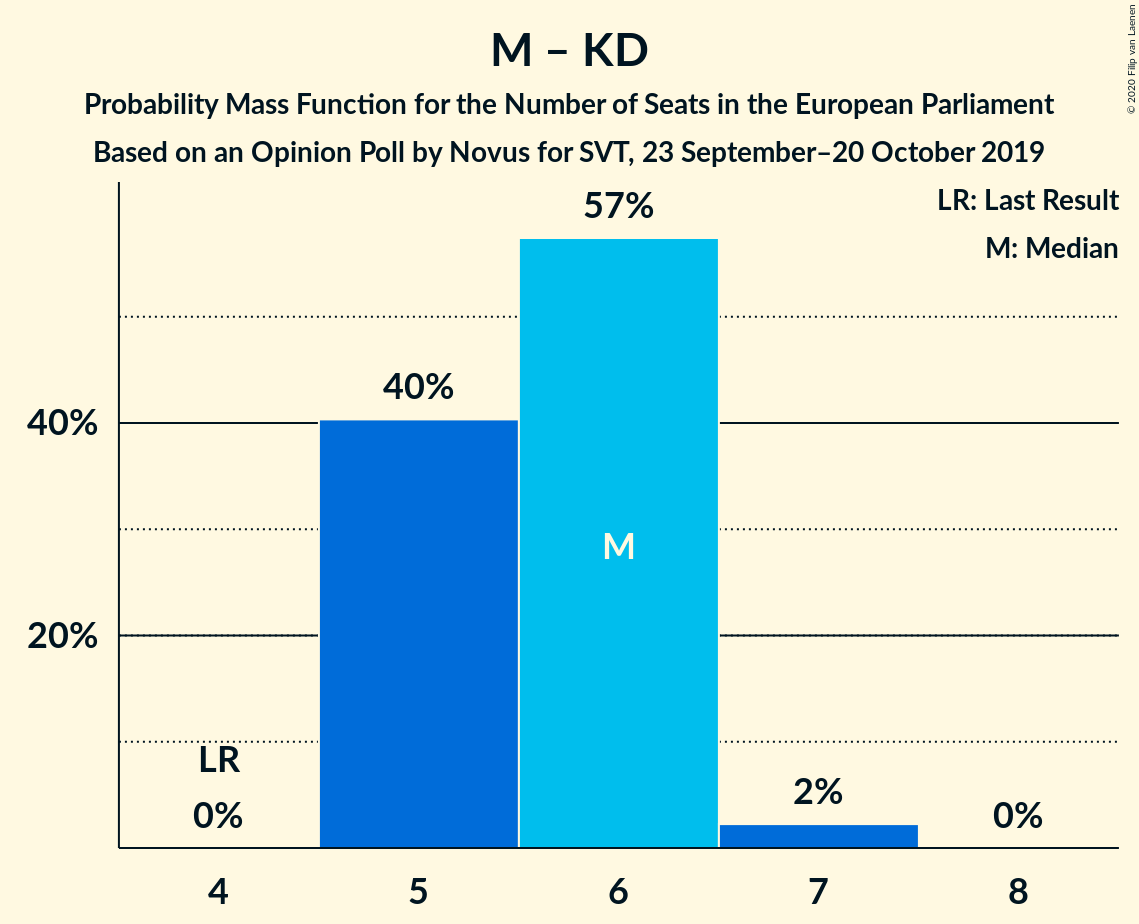 M – KD
Probability Mass Function for the Number of Seats in the European Parliament
Based on an Opinion Poll by Novus for SVT, 23 September–20 October 2019
© 2020 Filip van Laenen
LR: Last Result
M: Median
57%
40%
40%
M
20%
LR
0%
2%
0%
4 5 6 7 8